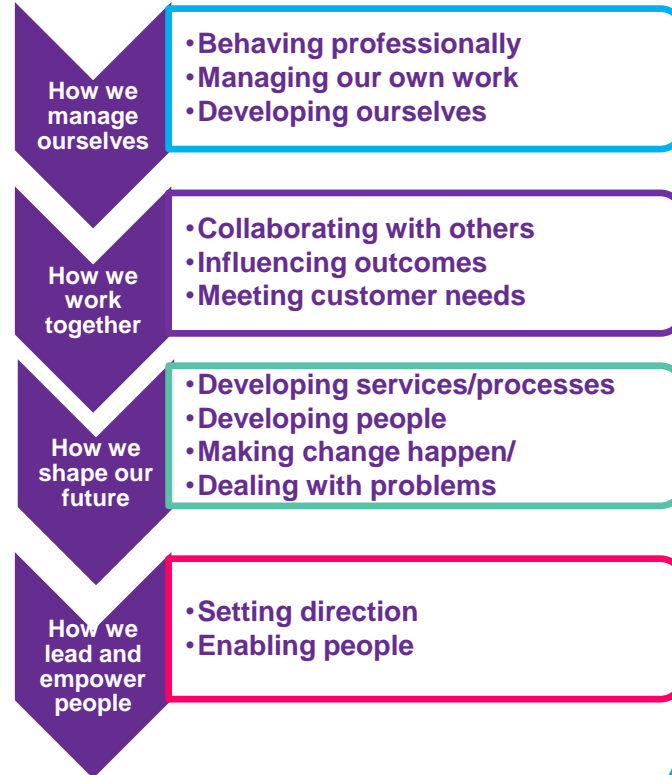 How we
manage
ourselves
•Behaving professionally
•Managing our own work
•Developing ourselves
How we
work
together
•Collaborating with others
•Influencing outcomes
•Meeting customer needs
How we
shape our
future
•Developing services/processes
•Developing people
•Making change happen/
•Dealing with problems
How we
lead and
empower
people
•Setting direction
•Enabling people